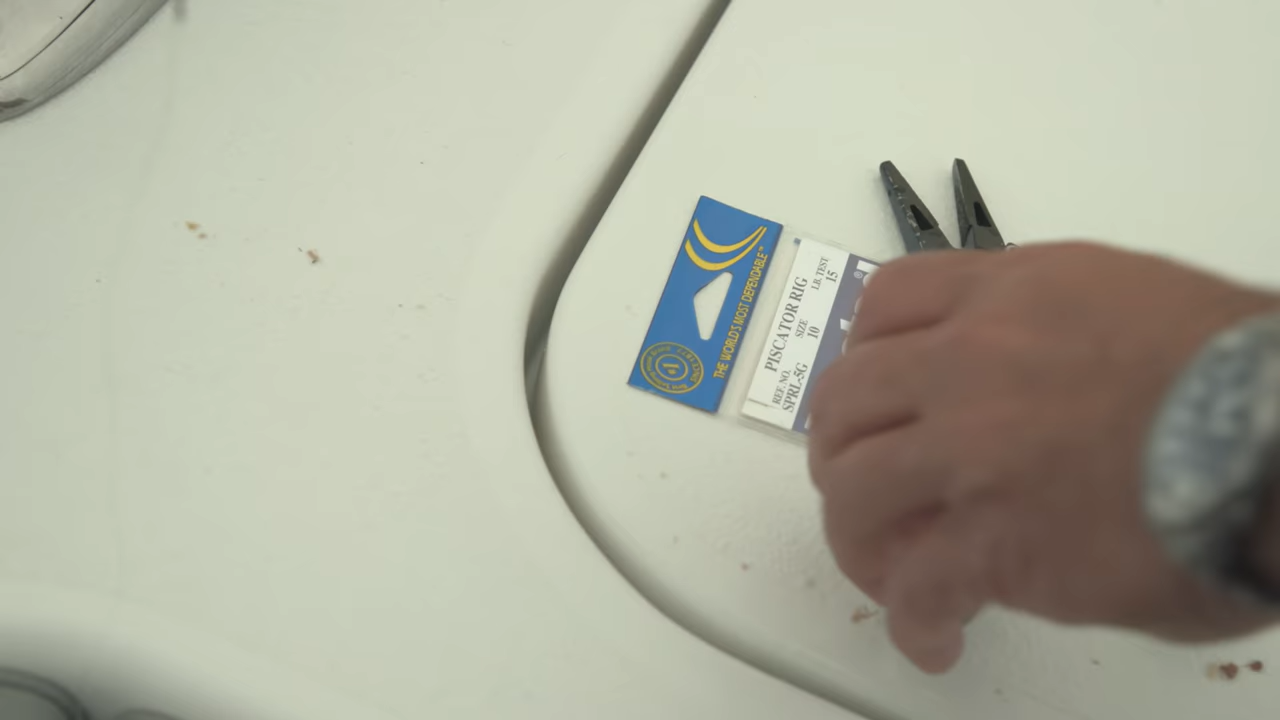 THE WORLD'S MOST DEPENDABLE™
PISCATOR RIG
REF. NO. SIZE LB. TEST
SPRL-5G 10 15
®